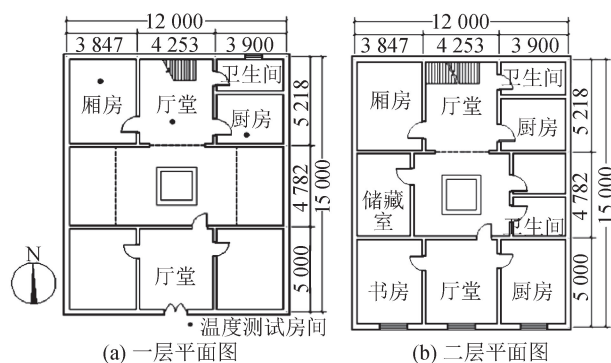 12 000
3 847 4 253 3 900
卫生间
厢房 厅堂
厨房
5 218
4 782
15 000
5 000
厅堂
N
•温度测试房间
(a) 一层平面图
12 000
3 847 4 253 3 900
卫生间
厢房 厅堂
厨房
5 218
储藏
室
4 782
15 000
卫生间
书房 厅堂 厨房
5 000
(b) 二层平面图